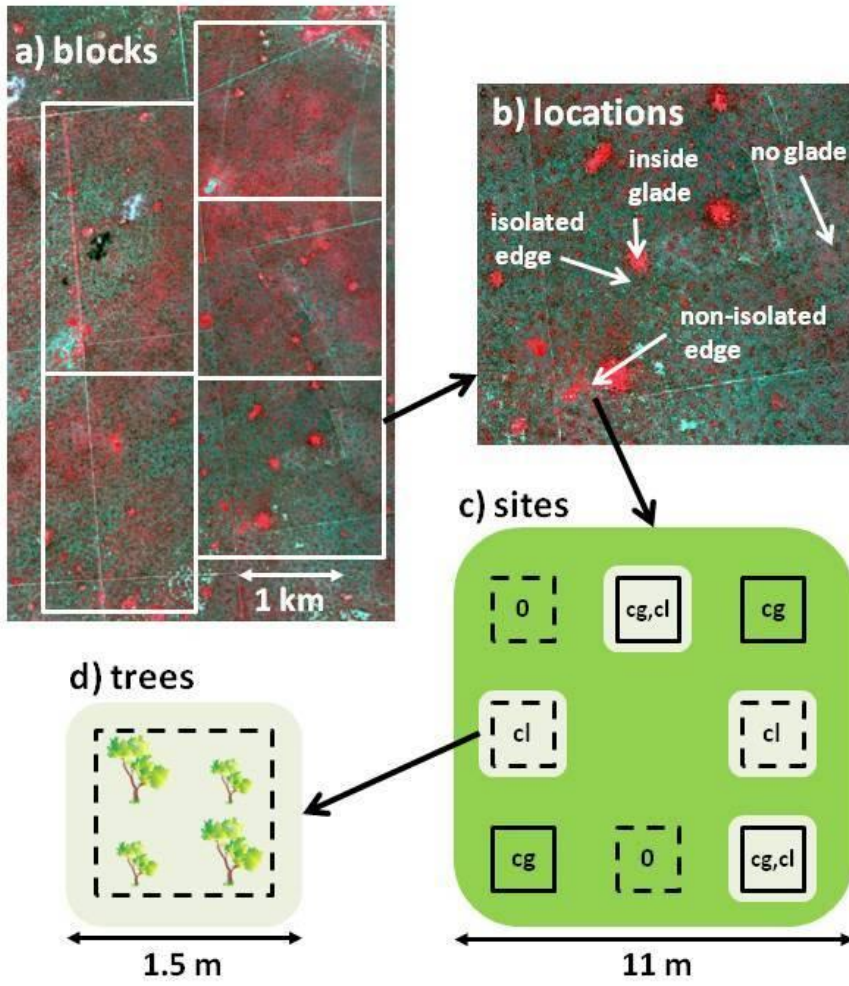 a) blocks
1 km
b) locations
inside
glade
no glade
isolated
edge
non-isolated
edge
c) sites
0
cg,cl
cg
cl
cl
cg
0
cg,cl
11 m
d) trees
1.5 m